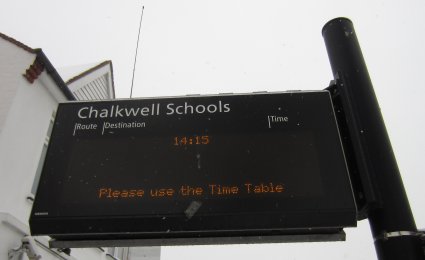 Chalkwell Schools
Route Destination Time
14:15
Please use the Time Table